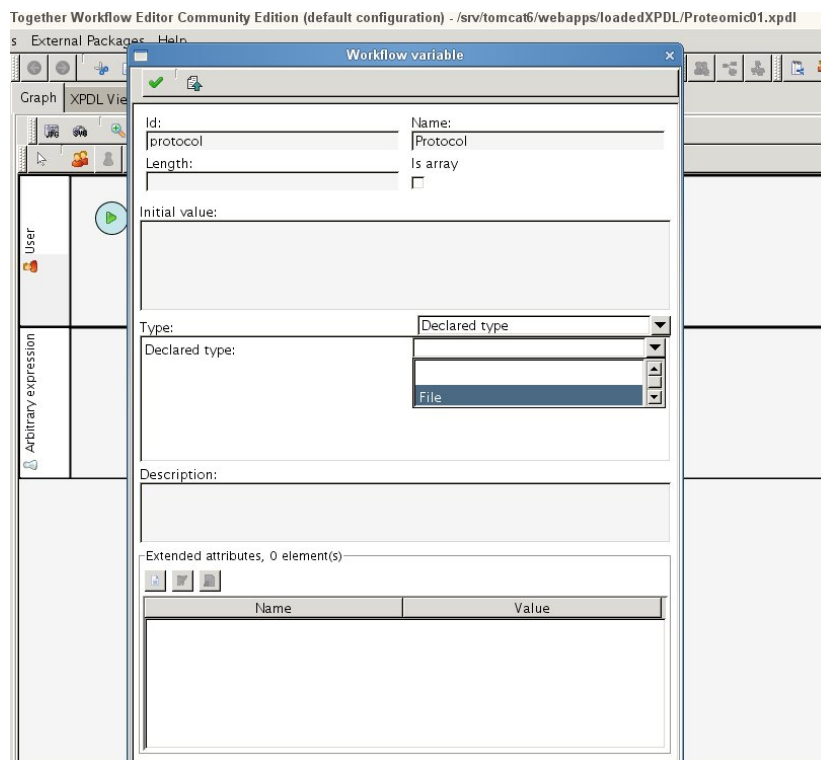 Together Workflow Editor Community Edition (default configuration) - /srv/tomcat6/webapps/loadedXPDL/Proteomic01.xpdl
s External Packages Help
Workflow variable
Graph XPDL Vie
Id: Name:
protocol Protocol
Length: Is array
Initial value:
User
Type: Declared type
Declared type:
File
Arbitrary expression
Description:
Extended attributes, 0 element(s)
Name Value